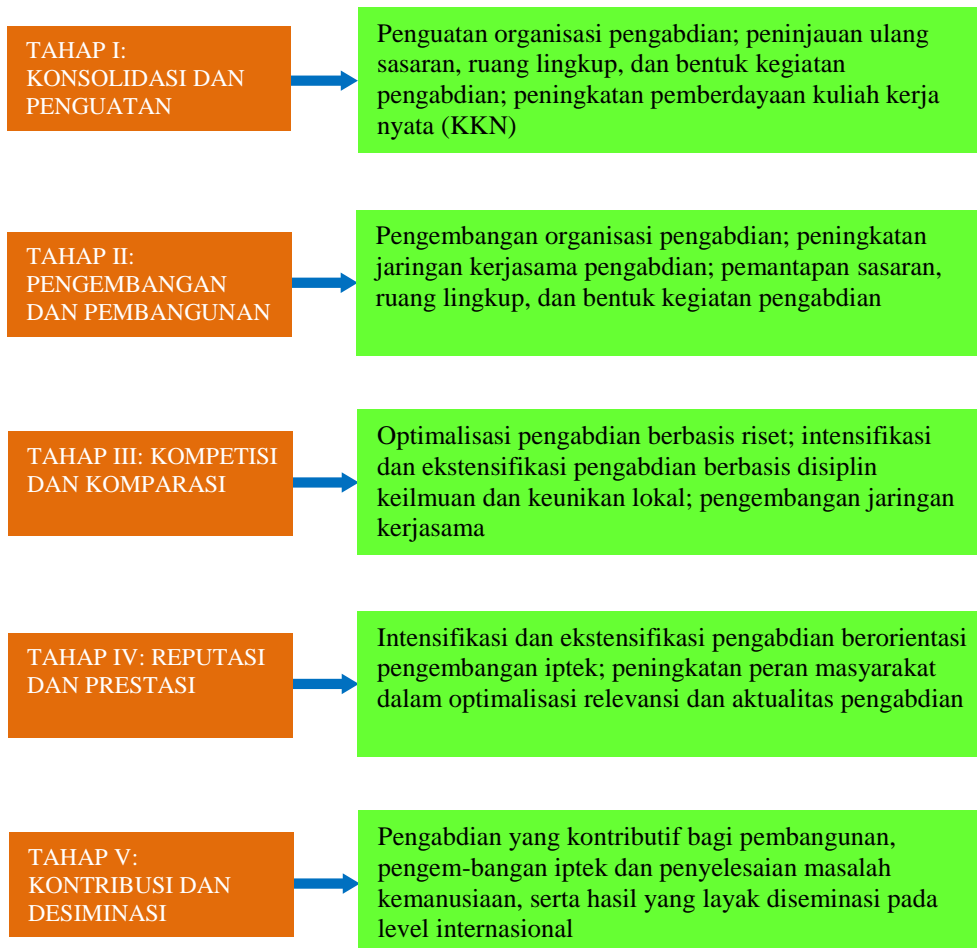 TAHAP I:
KONSOLIDASI DAN
PENGUATAN
Penguatan organisasi pengabdian; peninjauan ulang
sasaran, ruang lingkup, dan bentuk kegiatan
pengabdian; peningkatan pemberdayaan kuliah kerja
nyata (KKN)
TAHAP II:
PENGEMBANGAN
DAN PEMBANGUNAN
Pengembangan organisasi pengabdian; peningkatan
jaringan kerjasama pengabdian; pemantapan sasaran,
ruang lingkup, dan bentuk kegiatan pengabdian
TAHAP III: KOMPETISI
DAN KOMPARASI
Optimalisasi pengabdian berbasis riset; intensifikasi
dan ekstensifikasi pengabdian berbasis disiplin
keilmuan dan keunikan lokal; pengembangan jaringan
kerjasama
TAHAP IV: REPUTASI
DAN PRESTASI
Intensifikasi dan ekstensifikasi pengabdian berorientasi
pengembangan iptek; peningkatan peran masyarakat
dalam optimalisasi relevansi dan aktualitas pengabdian
TAHAP V:
KONTRIBUSI DAN
DESIMINASI
Pengabdian yang kontributif bagi pembangunan,
pengem-bangan iptek dan penyelesaian masalah
kemanusiaan, serta hasil yang layak diseminasi pada
level internasional